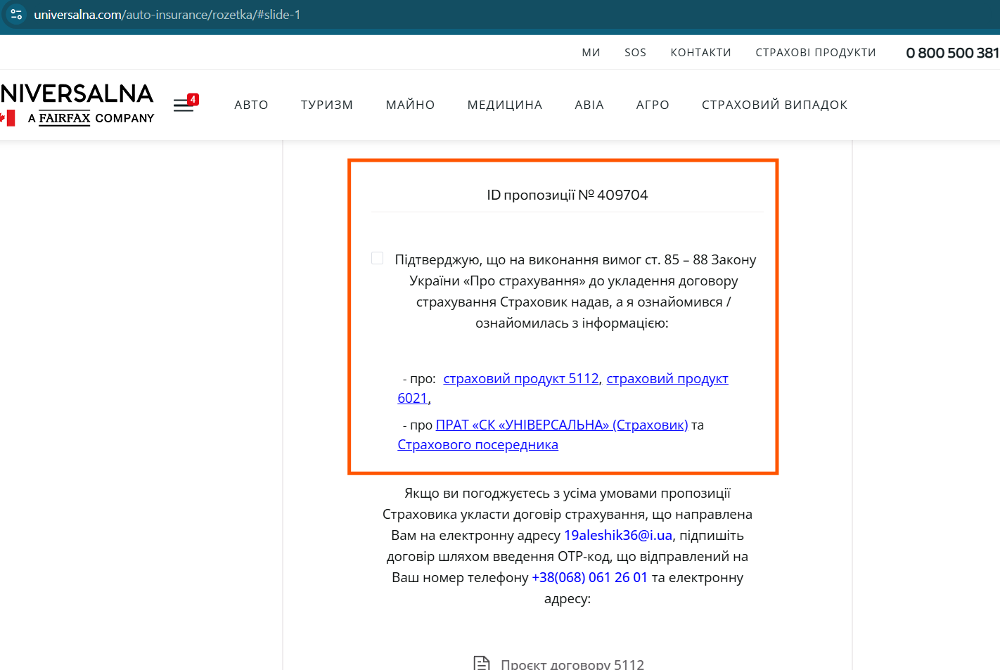 universalna.com/auto-insurance/rozetka/#slide-1
МИ SOS КОНТАКТИ СТРАХОВІ ПРОДУКТИ 0 800 500 381
NIVERSALNA
A FAIRFAX COMPANY
4
АВТО ТУРИЗМ МАЙНО МЕДИЦИНА АВІА АГРО СТРАХОВИЙ ВИПАДОК
ID пропозиції № 409704
Підтверджую, що на виконання вимог ст. 85 – 88 Закону
України «Про страхування» до укладення договору
страхування Страховик надав, а я ознайомився /
ознайомилась з інформацією:
- про: страховий продукт 5112, страховий продукт
6021,
- про ПРАТ «СК «УНІВЕРСАЛЬНА» (Страховик) та
Страхового посередника
Якщо ви погоджуєтесь з усіма умовами пропозиції
Страховика укласти договір страхування, що направлена
Вам на електронну адресу 19aleshik36@i.ua, підпишіть
договір шляхом введення ОТР-код, що відправлений на
Ваш номер телефону +38(068) 061 26 01 та електронну
адресу:
Проєкт договору 5112